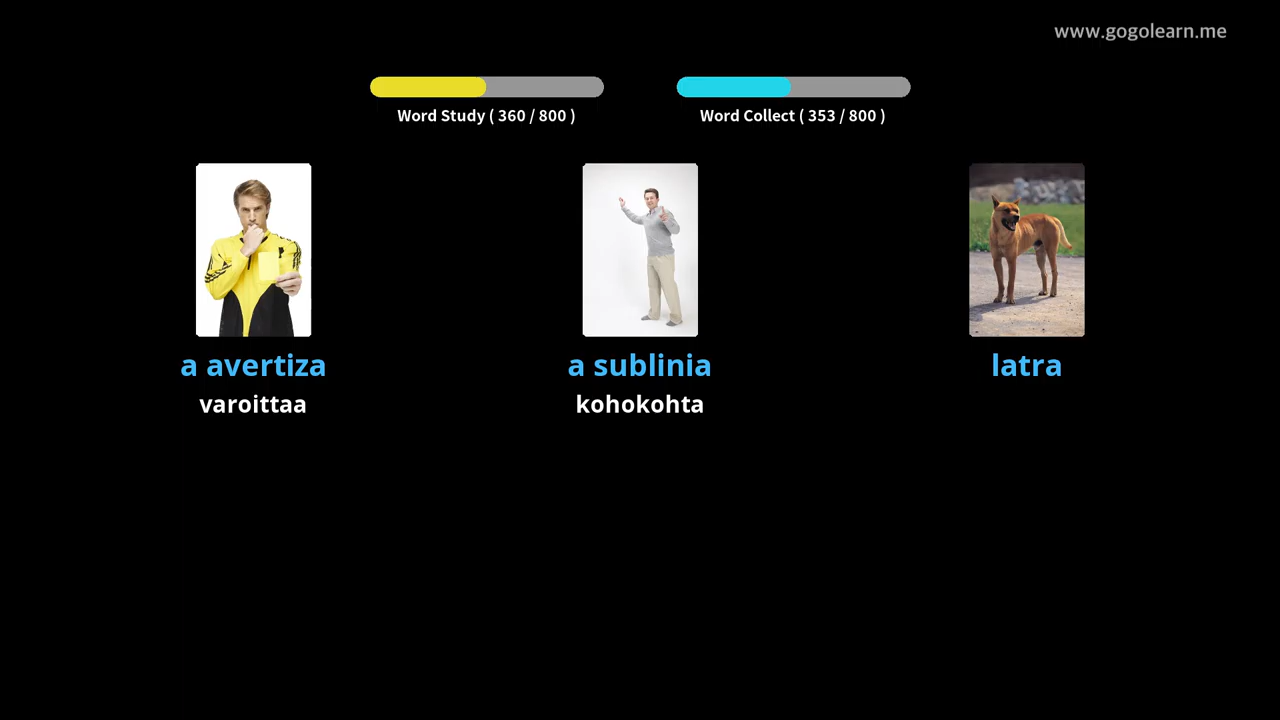 www.gogolearn.me
Word Study ( 360 / 800 )
Word Collect ( 353 / 800 )
a avertiza
varoittaa
a sublinia
kohokohta
latra